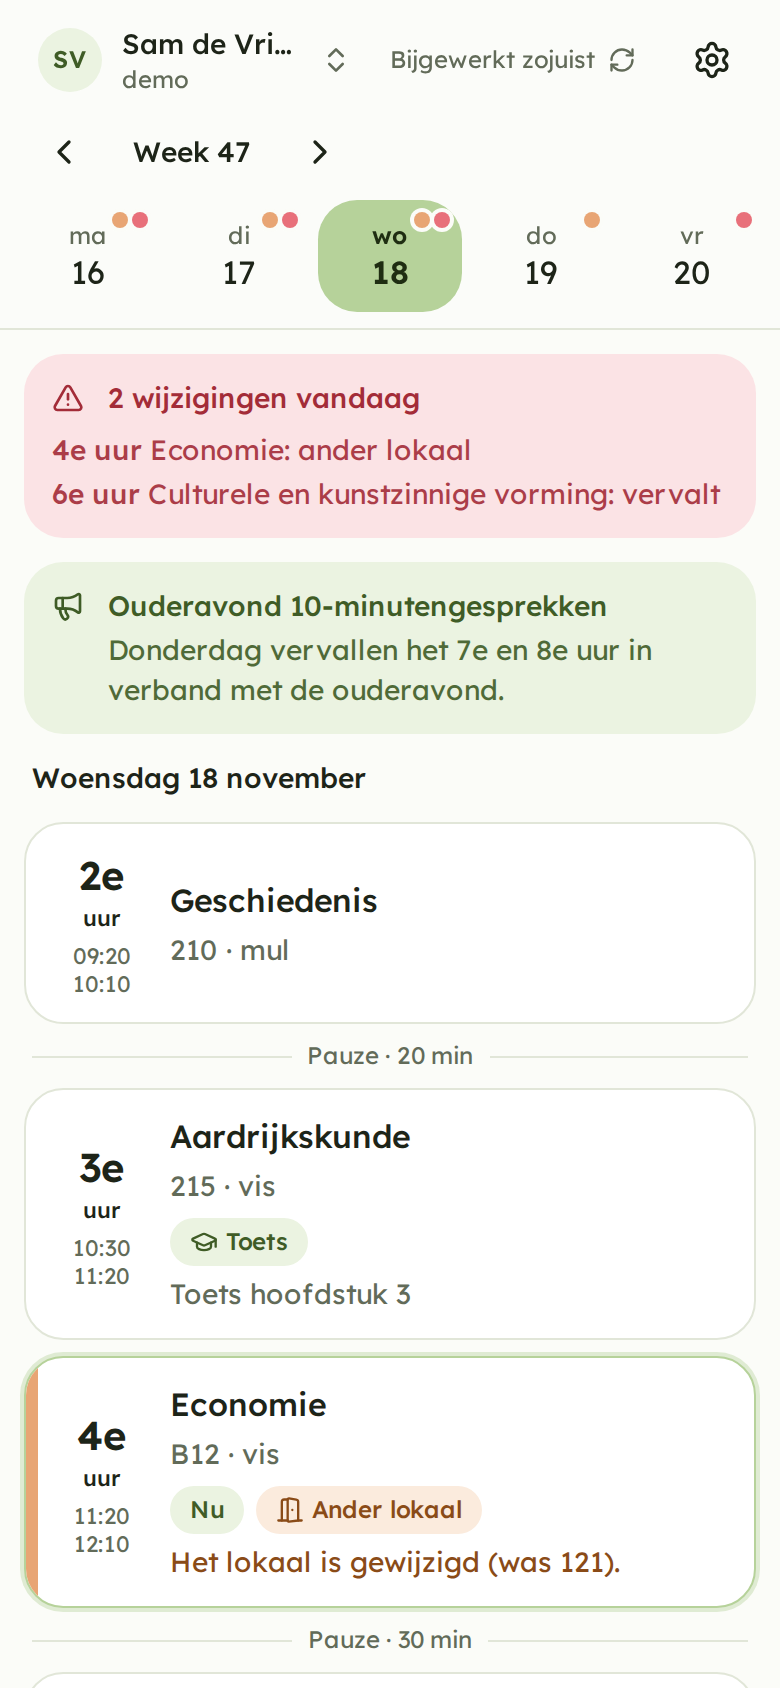 SV
Sam de Vri...
demo
Bijgewerkt zojuist
Week 47
ma
16
di
17
wo
18
do
19
vr
20
2 wijzigingen vandaag
4e uur Economie: ander lokaal
6e uur Culturele en kunstzinnige vorming: vervalt
Ouderavond 10-minutengesprekken
Donderdag vervallen het 7e en 8e uur in
verband met de ouderavond.
Woensdag 18 november
2e
uur
09:20
10:10
Geschiedenis
210 · mul
Pauze · 20 min
3e
uur
10:30
11:20
Aardrijkskunde
215 · vis
Toets
Toets hoofdstuk 3
4e
uur
11:20
12:10
Economie
B12 · vis
Nu
Ander lokaal
Het lokaal is gewijzigd (was 121).
Pauze · 30 min